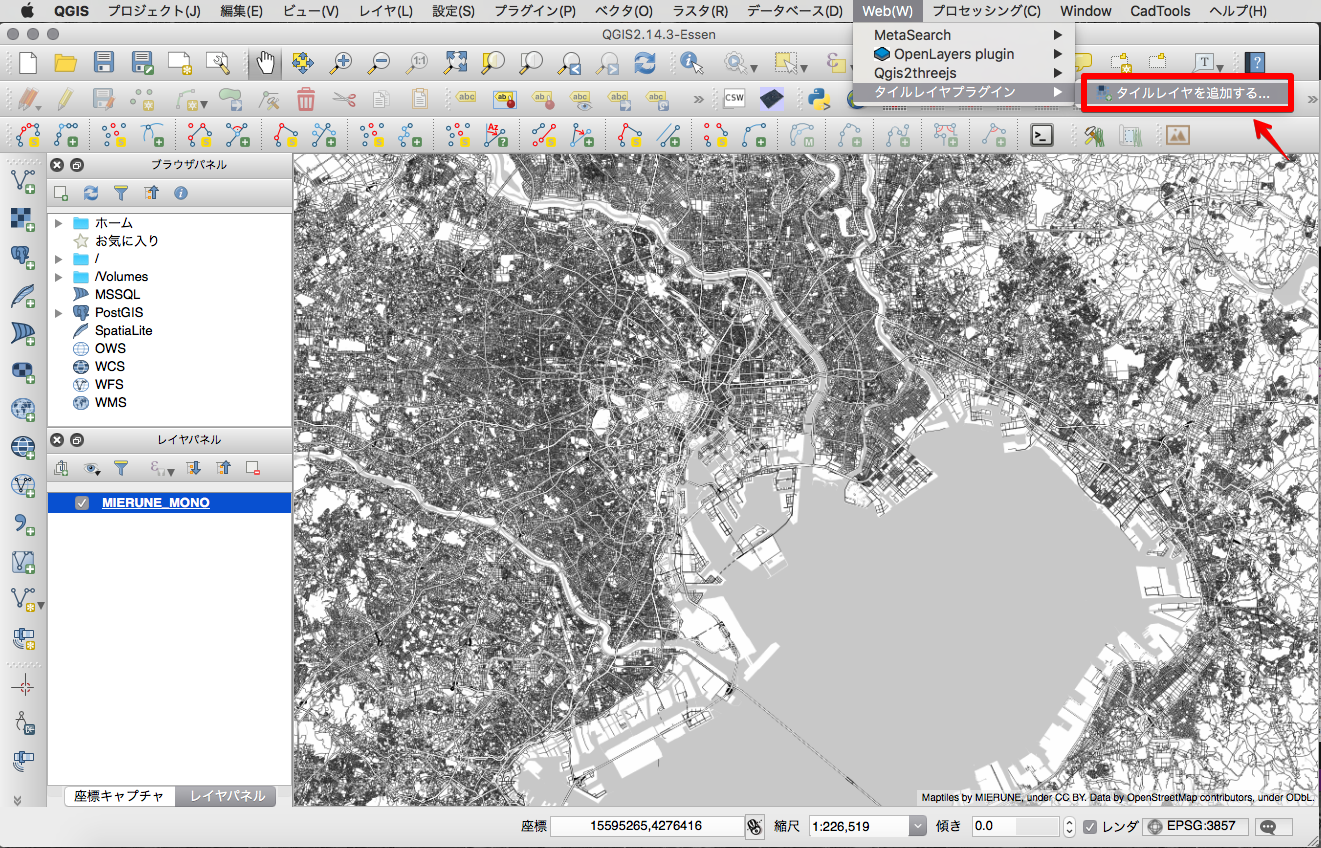 QGIS プロジェクト(J) 編集(E) ビュー(V) レイヤ(L) 設定(S) プラグイン(P) ベクタ(O) ラスタ(R) データベース(D) Web(W) プロセッシング(C) Window CadTools ヘルプ(H)
QGIS2.14.3-Essen
MetaSearch
OpenLayers plugin
Qgis2threejs
タイルレイヤプラグイン
タイルレイヤを追加する...
ブラウザパネル
ホーム
お気に入り
/
/Volumes
MSSQL
PostGIS
SpatiaLite
OWS
WCS
WFS
WMS
レイヤパネル
MIERUNE_MONO
座標キャプチャ レイヤパネル
Maptiles by MIERUNE, under CC BY. Data by OpenStreetMap contributors, under ODbL.
座標 15595265,4276416 縮尺 1:226,519 傾き 0.0 レンダ EPSG:3857